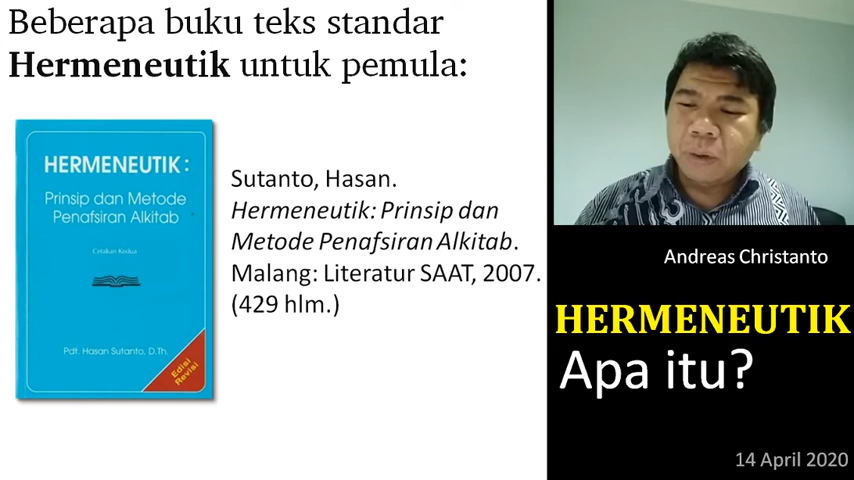 Beberapa buku teks standar
Hermeneutik untuk pemula:
HERMENEUTIK :
Prinsip dan Metode
Penafsiran Alkitab
Cetakan Kedua
Pdt. Hasan Sutanto, D.Th.
Edisi
Revisi
Sutanto, Hasan.
Hermeneutik: Prinsip dan
Metode Penafsiran Alkitab.
Malang: Literatur SAAT, 2007.
(429 hlm.)
Andreas Christanto
HERMENEUTIK
Apa itu?
14 April 2020